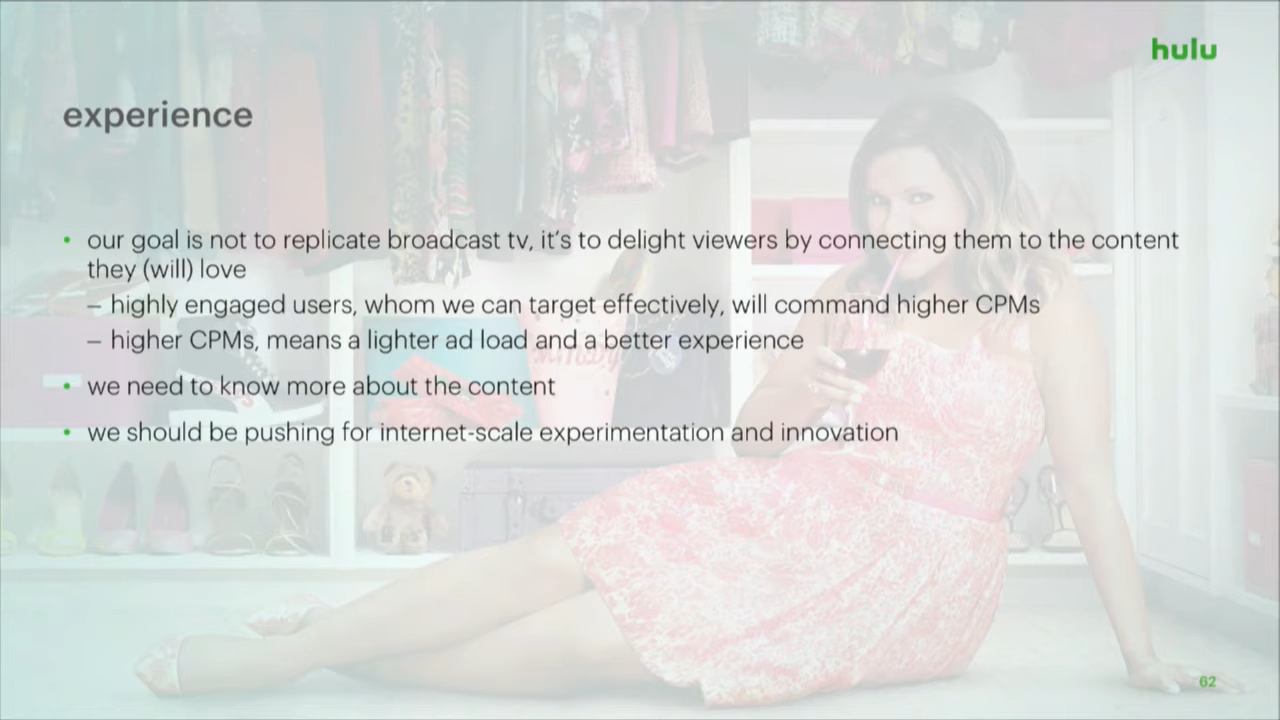 hulu
experience
• our goal is not to replicate broadcast tv, it's to delight viewers by connecting them to the content
they (will) love
– highly engaged users, whom we can target effectively, will command higher CPMs
– higher CPMs, means a lighter ad load and a better experience
• we need to know more about the content
• we should be pushing for internet-scale experimentation and innovation
62